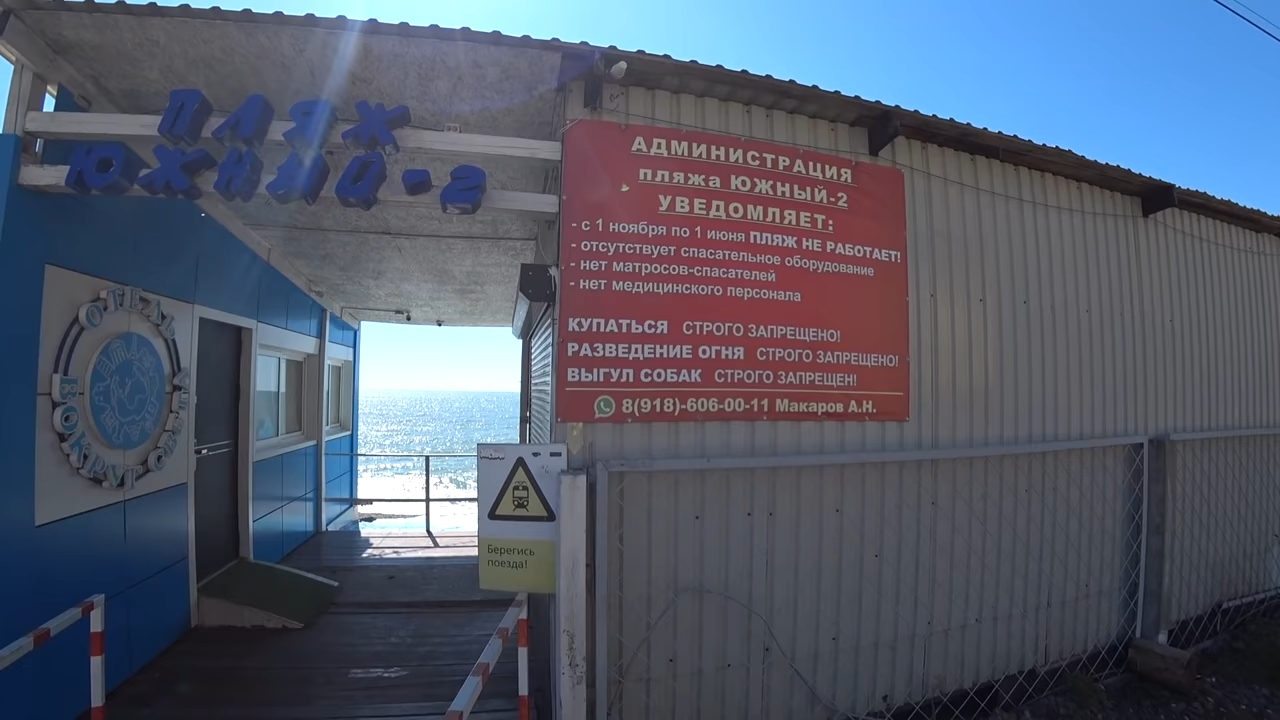 ПЛЯЖ
ЮЖНЫЙ-2
ОТЕЛЬ
ВОКРУГ СВЕТА
АДМИНИСТРАЦИЯ
пляжа ЮЖНЫЙ-2
УВЕДОМЛЯЕТ:
- с 1 ноября по 1 июня ПЛЯЖ НЕ РАБОТАЕТ!
- отсутствует спасательное оборудование
- нет матросов-спасателей
- нет медицинского персонала
КУПАТЬСЯ СТРОГО ЗАПРЕЩЕНО!
РАЗВЕДЕНИЕ ОГНЯ СТРОГО ЗАПРЕЩЕНО!
ВЫГУЛ СОБАК СТРОГО ЗАПРЕЩЕН!
8(918)-606-00-11 Макаров А.Н.
Берегись
поезда!